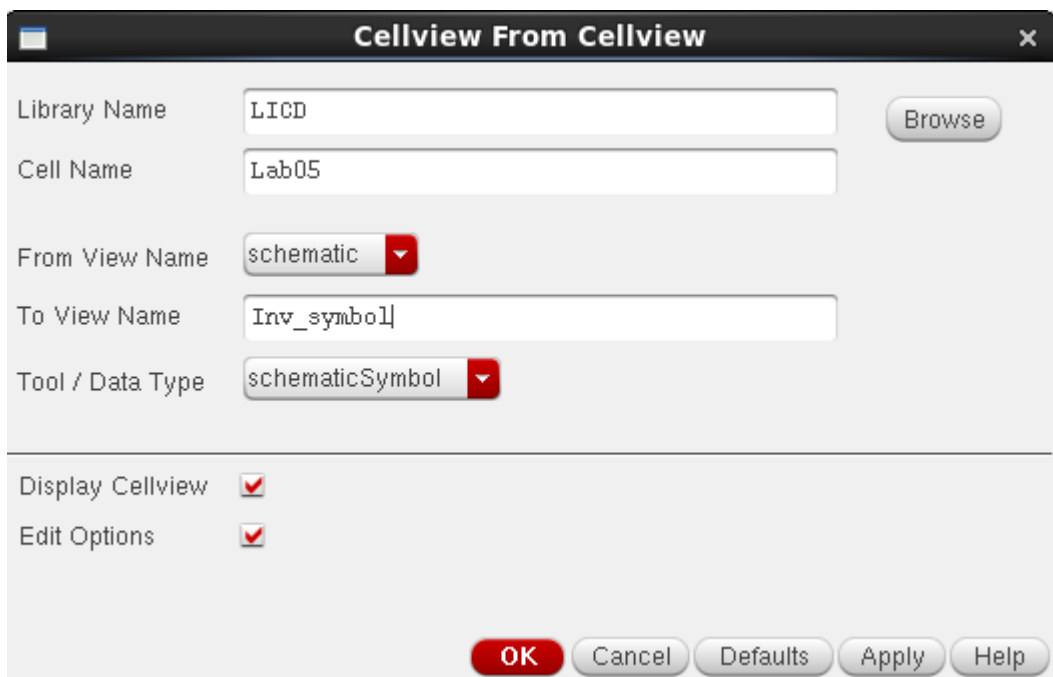 Cellview From Cellview
Library Name LICD Browse
Cell Name Lab05
From View Name schematic
To View Name Inv_symbol
Tool / Data Type schematicSymbol
Display Cellview
Edit Options
OK Cancel Defaults Apply Help